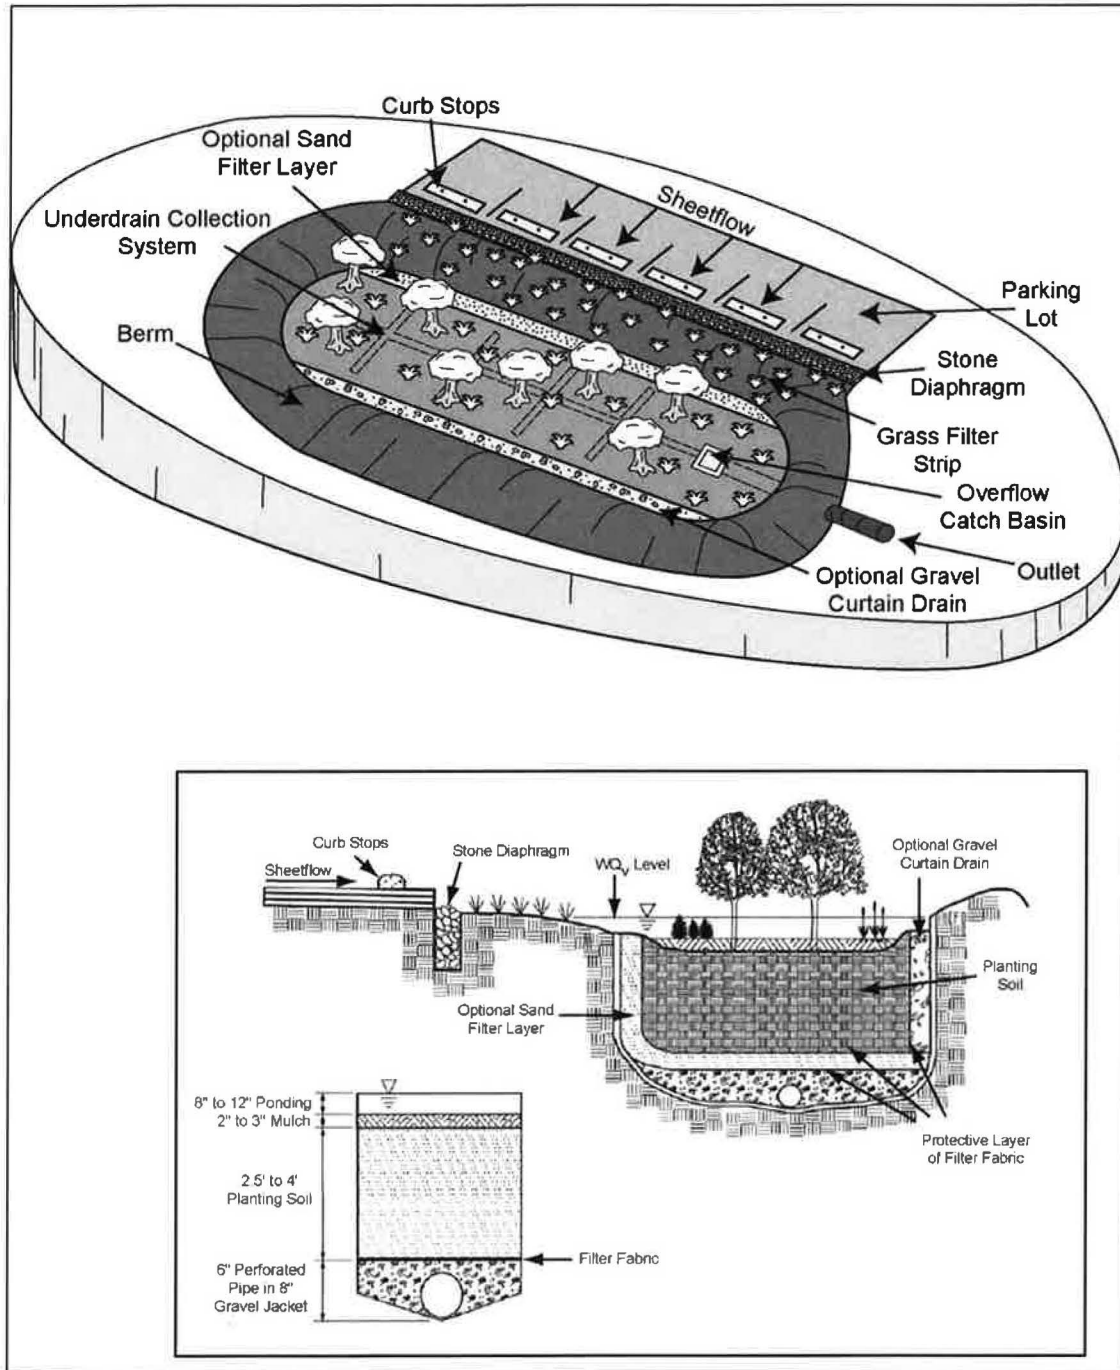 Curb Stops
Optional Sand
Filter Layer
Sheetflow
Underdrain Collection
System
Parking
Lot
Berm
Stone
Diaphragm
Grass Filter
Strip
Overflow
Catch Basin
Outlet
Optional Gravel
Curtain Drain
Curb Stops
Sheetflow
Stone Diaphragm
WQv Level
Optional Gravel
Curtain Drain
Planting
Soil
Optional Sand
Filter Layer
8" to 12" Ponding
2" to 3" Mulch
Protective Layer
of Filter Fabric
2.5' to 4'
Planting Soil
Filter Fabric
6" Perforated
Pipe in 8"
Gravel Jacket